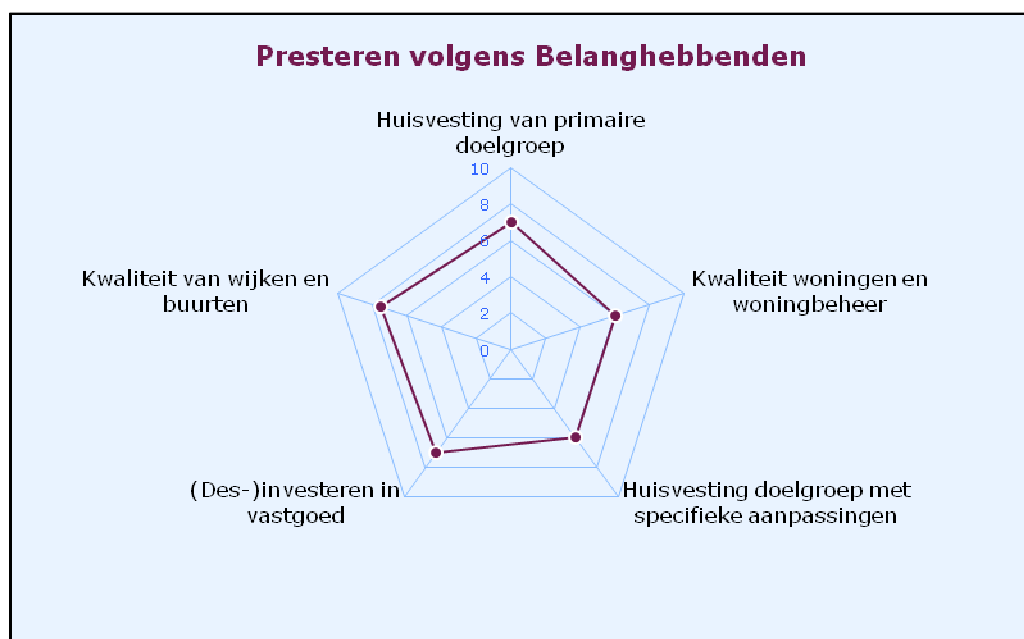 Presteren volgens Belanghebbenden
Huisvesting van primaire
doelgroep
10
8
6
4
2
0
Kwaliteit van wijken en
buurten
Kwaliteit woningen en
woningbeheer
(Des-)investeren in
vastgoed
Huisvesting doelgroep met
specifieke aanpassingen